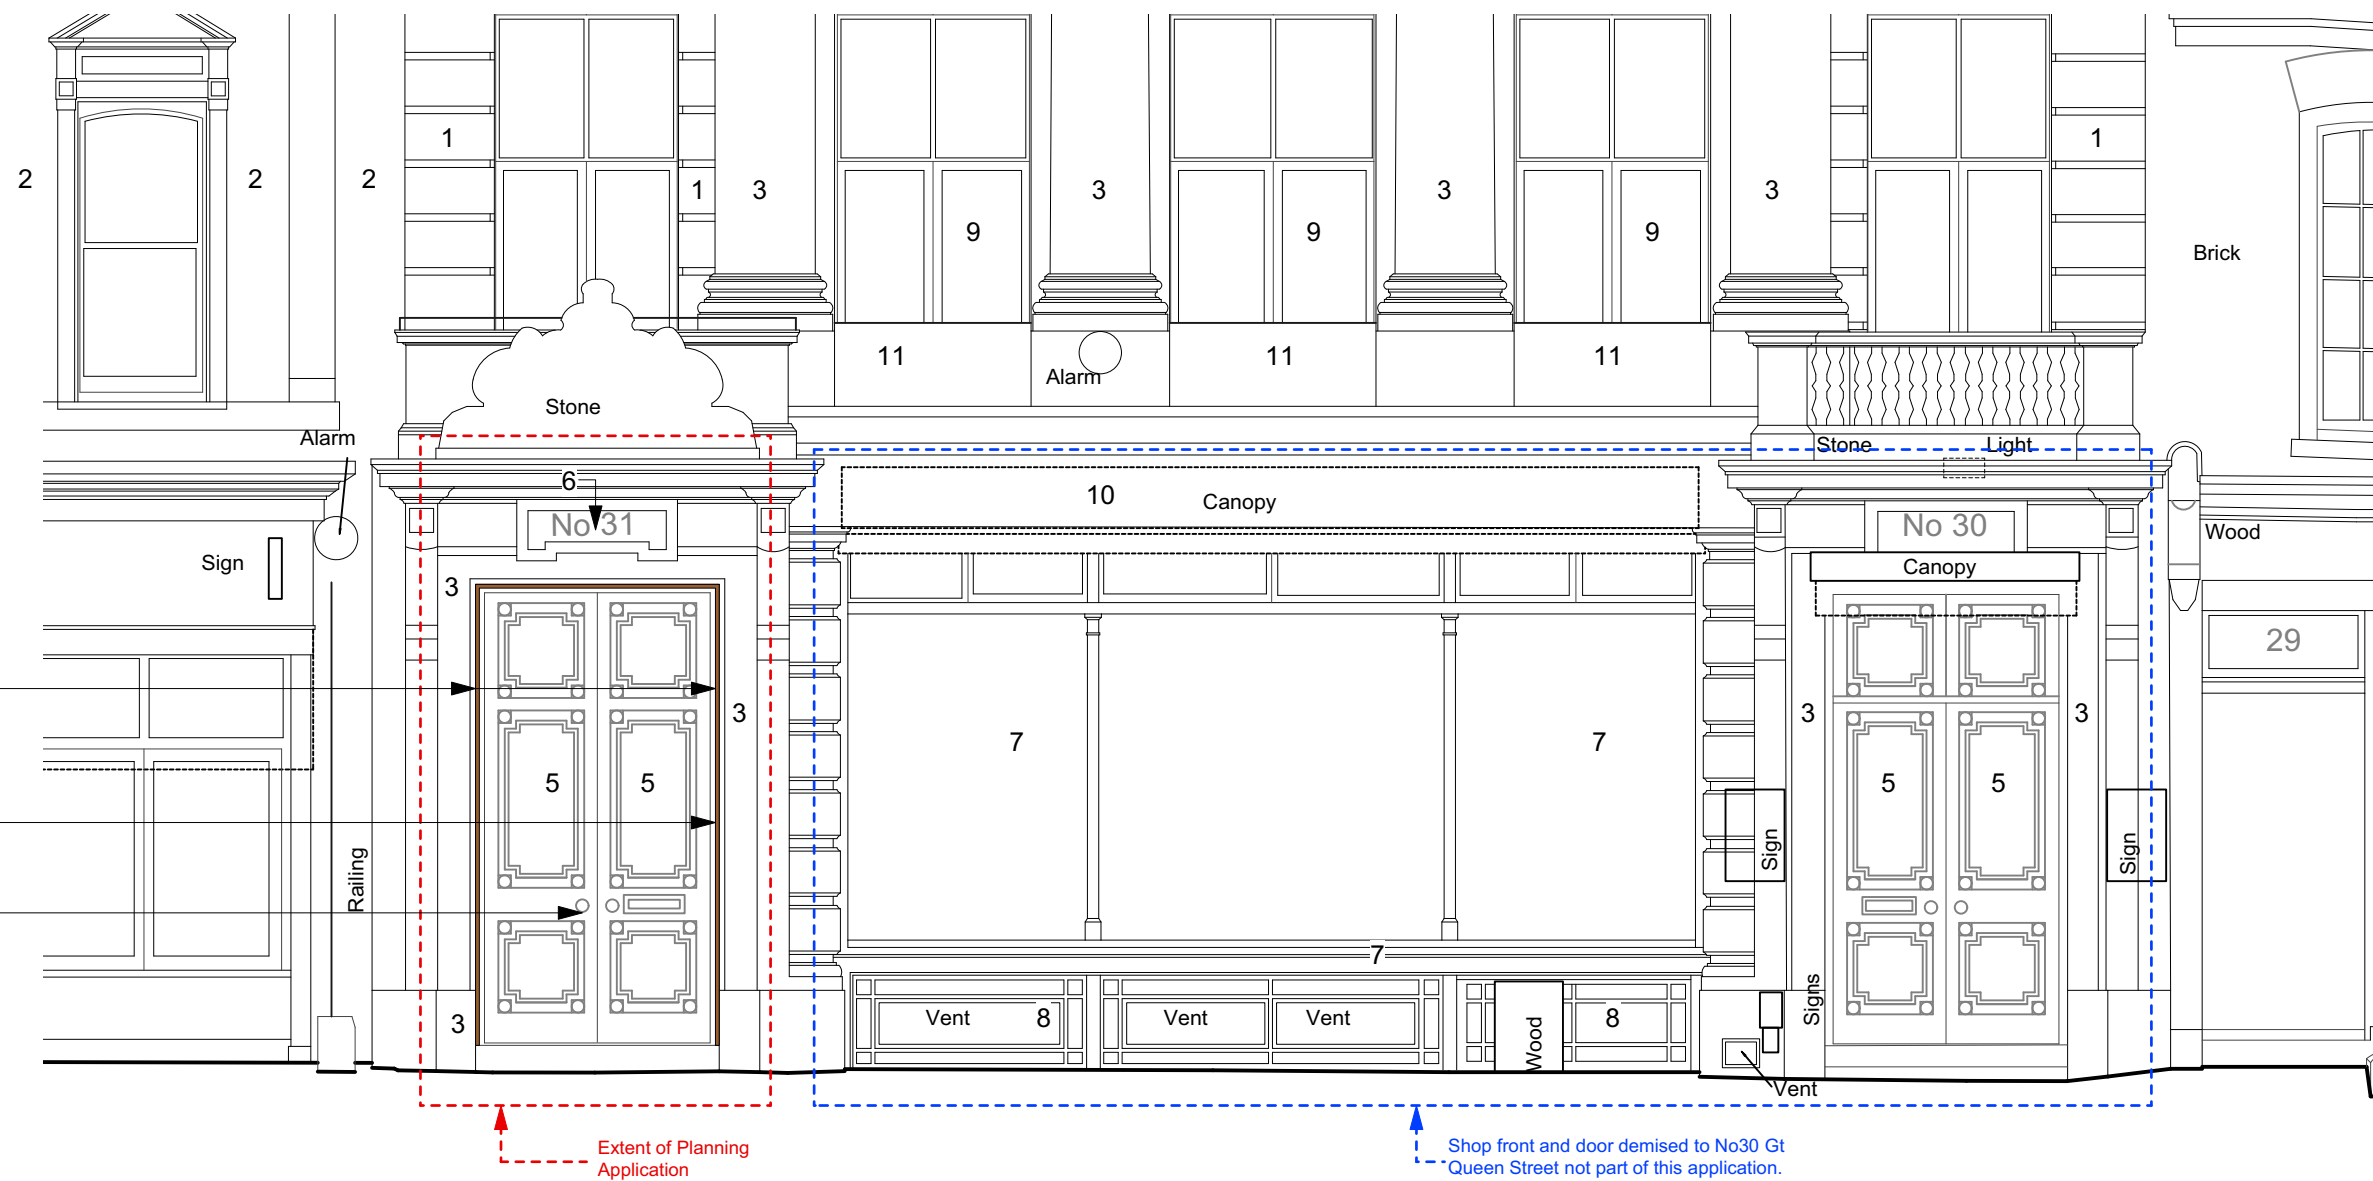 1
1
2
2
2
1
3
3
3
3
9
9
9
Brick
11
11
11
Alarm
Stone
Alarm
Stone
Light
6
10
Canopy
No 31
No 30
Wood
Sign
Canopy
3
29
3
3
3
7
7
5
5
5
5
Sign
Sign
Railing
7
Signs
3
Vent
8
Vent
Vent
8
Wood
Vent
Extent of Planning
Application
Shop front and door demised to No30 Gt
Queen Street not part of this application.